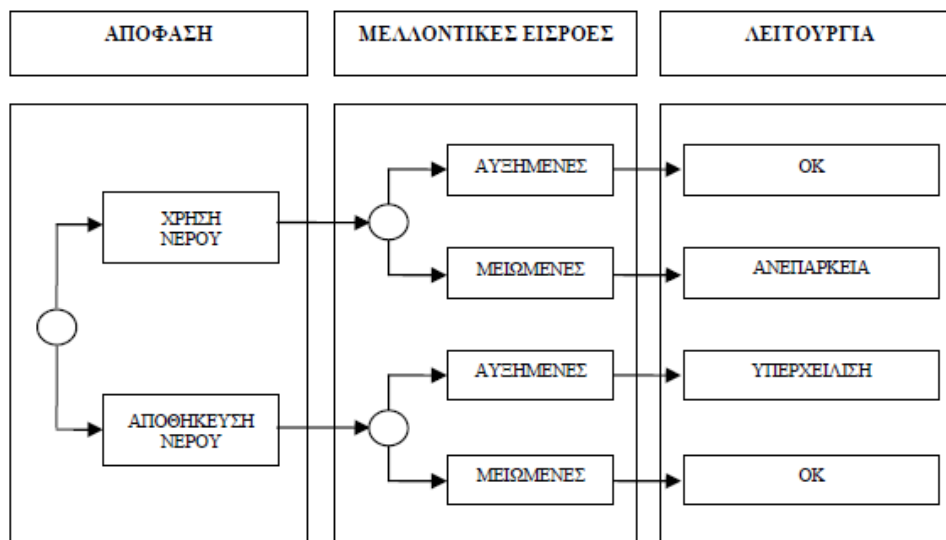 ΑΠΟΦΑΣΗ
ΜΕΛΛΟΝΤΙΚΕΣ ΕΙΣΡΟΕΣ
ΛΕΙΤΟΥΡΓΙΑ
ΧΡΗΣΗ
ΝΕΡΟΥ
ΑΥΞΗΜΕΝΕΣ
ΟΚ
ΜΕΙΩΜΕΝΕΣ
ΑΝΕΠΑΡΚΕΙΑ
ΑΠΟΘΗΚΕΥΣΗ
ΝΕΡΟΥ
ΑΥΞΗΜΕΝΕΣ
ΥΠΕΡΧΕΙΛΙΣΗ
ΜΕΙΩΜΕΝΕΣ
ΟΚ